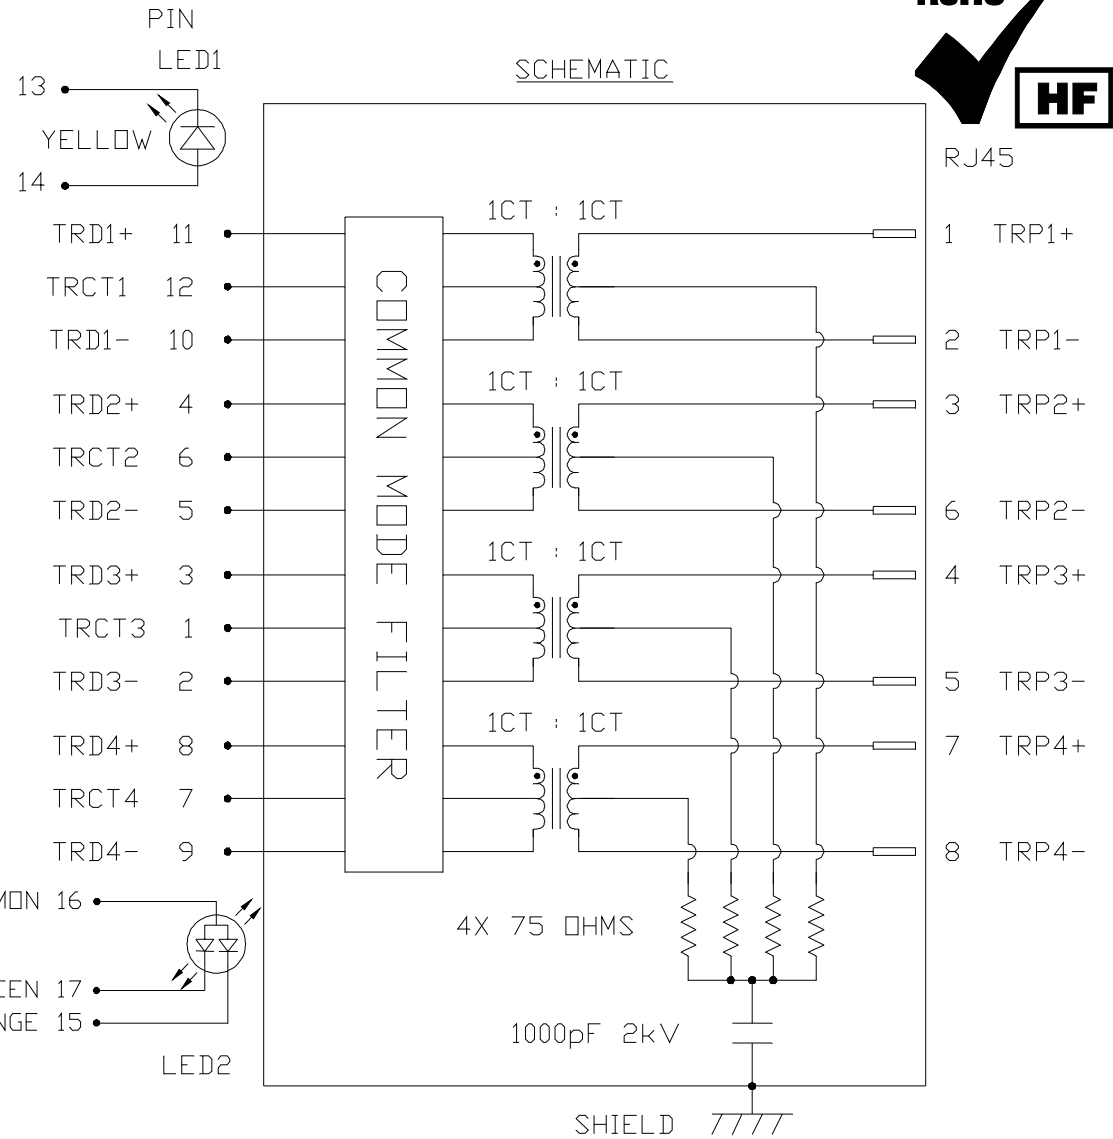 PIN
LED1
13
YELLOW
14
SCHEMATIC
HF
RJ45
1CT : 1CT
TRD1+ 11
1 TRP1+
TRCT1 12
TRD1- 10
2 TRP1-
1CT : 1CT
TRD2+ 4
3 TRP2+
TRCT2 6
TRD2- 5
6 TRP2-
1CT : 1CT
TRD3+ 3
4 TRP3+
TRCT3 1
TRD3- 2
5 TRP3-
1CT : 1CT
TRD4+ 8
7 TRP4+
TRCT4 7
TRD4- 9
8 TRP4-
COMMON MODE FILTER
MON 16
EEN 17
NGE 15
LED2
4X 75 OHMS
1000pF 2kV
SHIELD